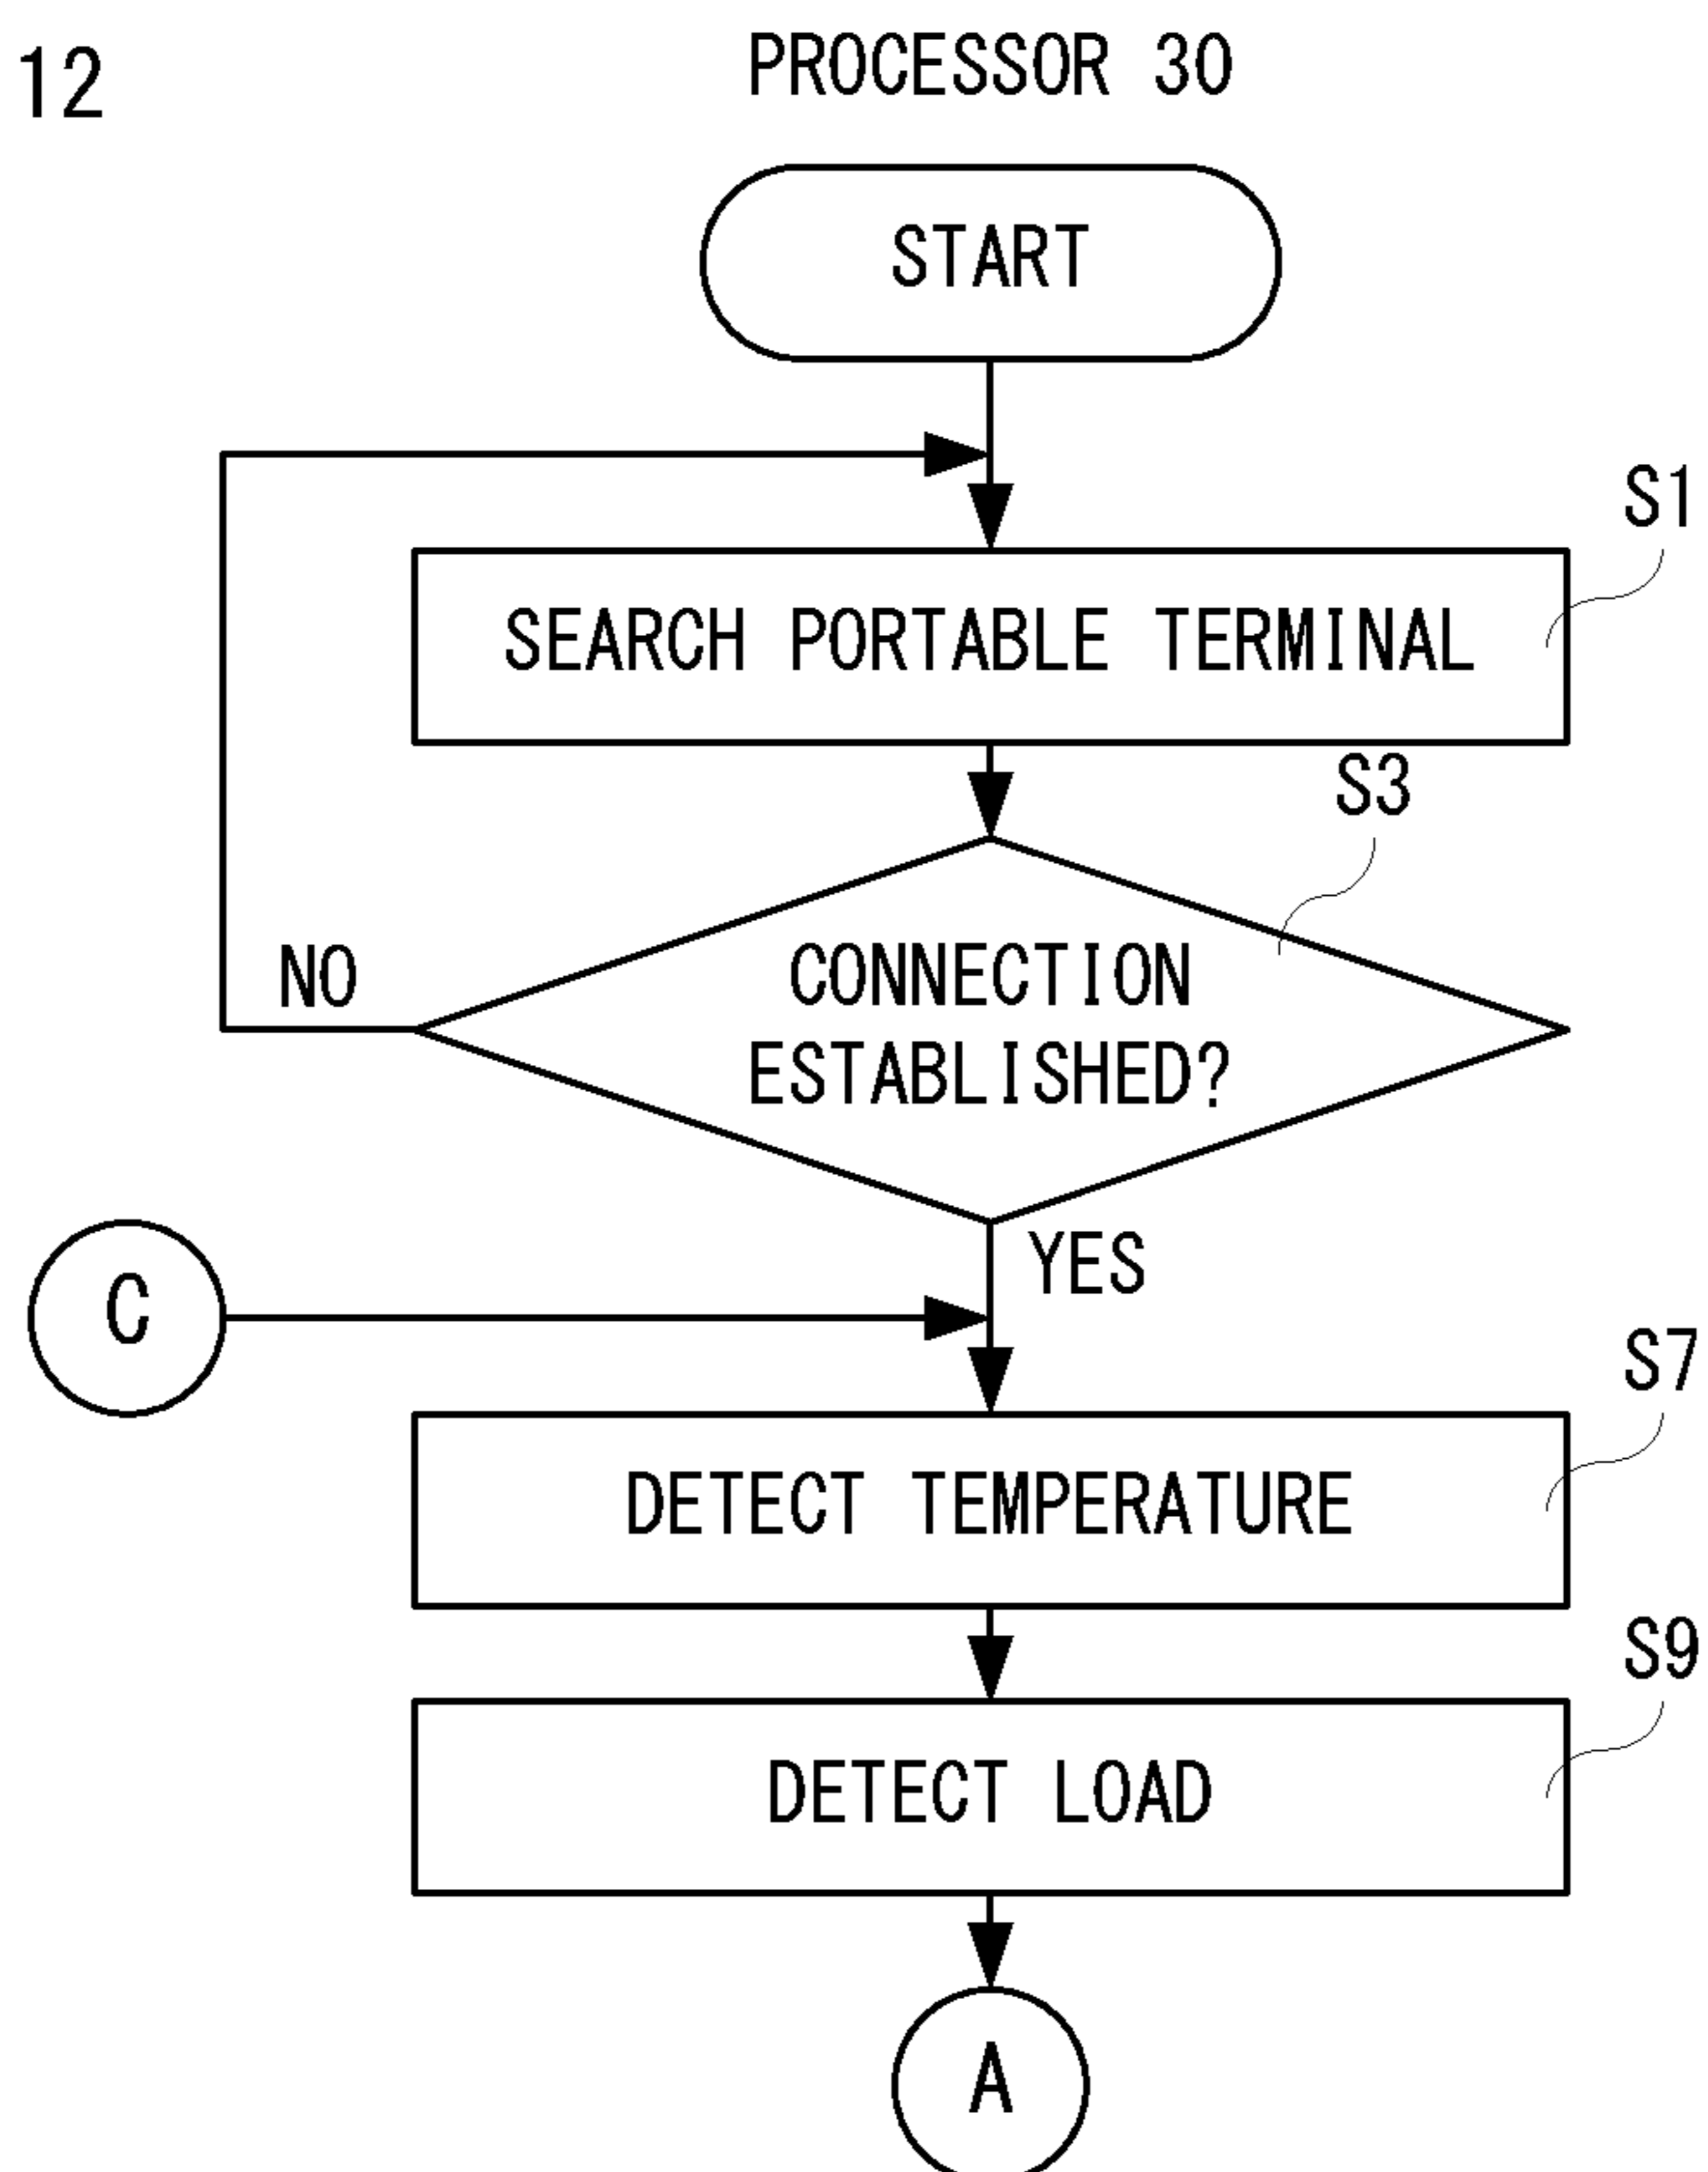 12
PROCESSOR 30
START
S1
SEARCH PORTABLE TERMINAL
S3
NO
CONNECTION
ESTABLISHED?
YES
C
S7
DETECT TEMPERATURE
S9
DETECT LOAD
A